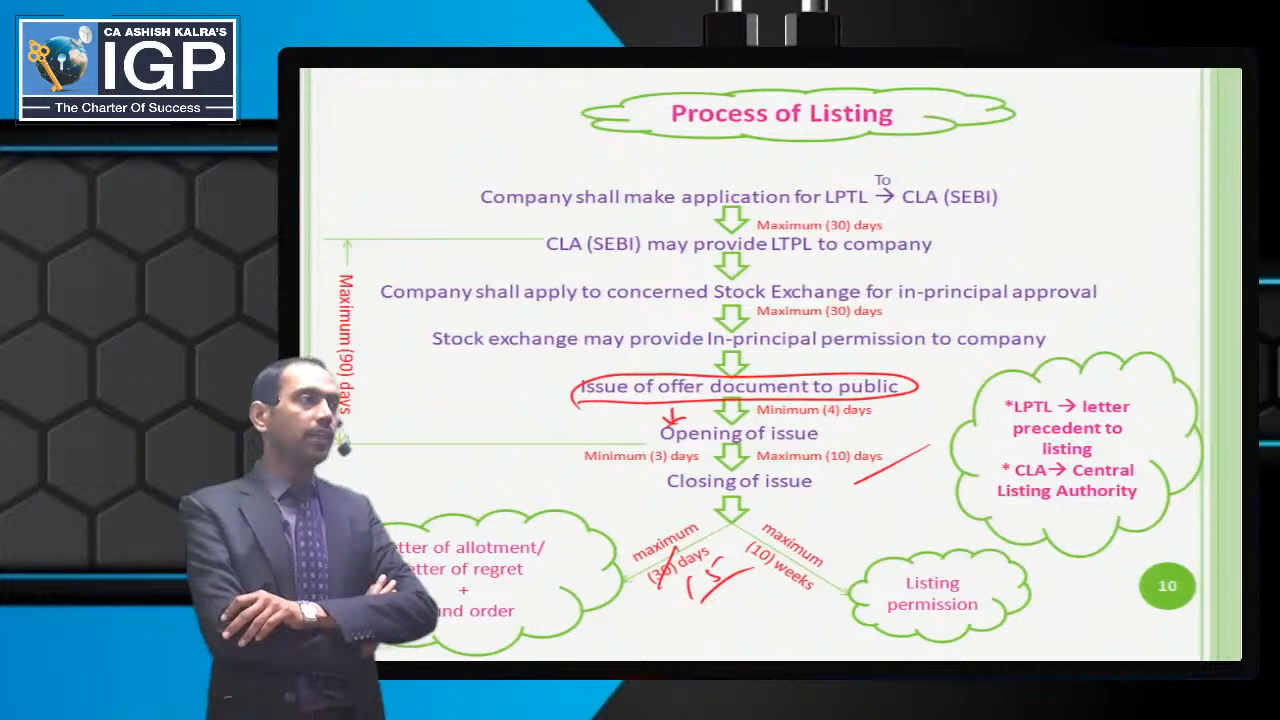 CA ASHISH KALRA'S
IGP
The Charter Of Success
Process of Listing
To
Company shall make application for LPTL → CLA (SEBI)
Maximum (30) days
CLA (SEBI) may provide LTPL to company
Company shall apply to concerned Stock Exchange for in-principal approval
Maximum (30) days
Stock exchange may provide In-principal permission to company
Maximum (90) days
Issue of offer document to public
Minimum (4) days
Opening of issue
Minimum (3) days
Maximum (10) days
Closing of issue
*LPTL → letter
precedent to
listing
* CLA→ Central
Listing Authority
maximum
(30) days
15
maximum
(10) weeks
of allotment/
of regret
+
order
Listing
permission
10